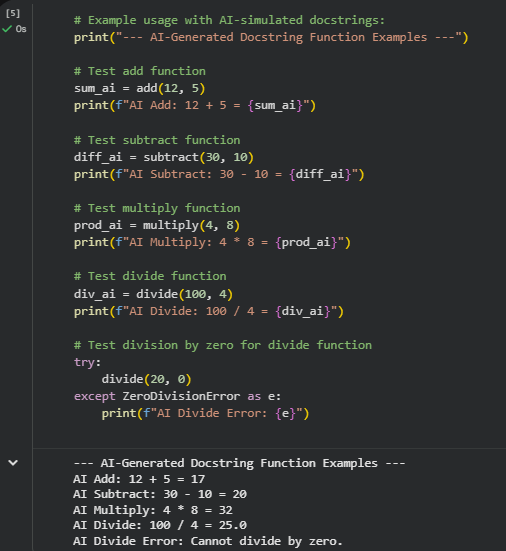 [5]
0s
# Example usage with AI-simulated docstrings:
print("--- AI-Generated Docstring Function Examples ---")
# Test add function
sum_ai = add(12, 5)
print(f"AI Add: 12 + 5 = {sum_ai}")
# Test subtract function
diff_ai = subtract(30, 10)
print(f"AI Subtract: 30 - 10 = {diff_ai}")
# Test multiply function
prod_ai = multiply(4, 8)
print(f"AI Multiply: 4 * 8 = {prod_ai}")
# Test divide function
div_ai = divide(100, 4)
print(f"AI Divide: 100 / 4 = {div_ai}")
# Test division by zero for divide function
try:
    divide(20, 0)
except ZeroDivisionError as e:
    print(f"AI Divide Error: {e}")
--- AI-Generated Docstring Function Examples ---
AI Add: 12 + 5 = 17
AI Subtract: 30 - 10 = 20
AI Multiply: 4 * 8 = 32
AI Divide: 100 / 4 = 25.0
AI Divide Error: Cannot divide by zero.